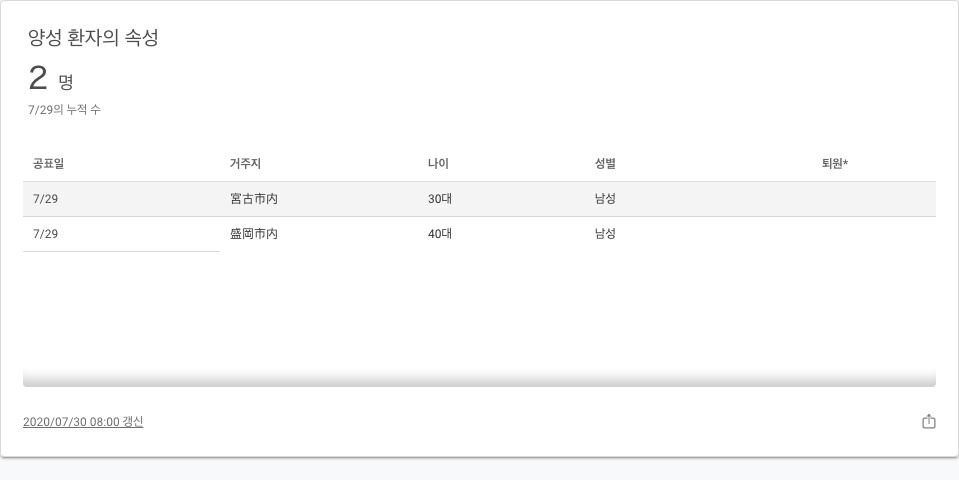 양성 환자의 속성
2 명
7/29의 누적 수
공표일 거주지 나이 성별 퇴원*
7/29 宮古市内 30대 남성
7/29 盛岡市内 40대 남성
2020/07/30 08:00 갱신